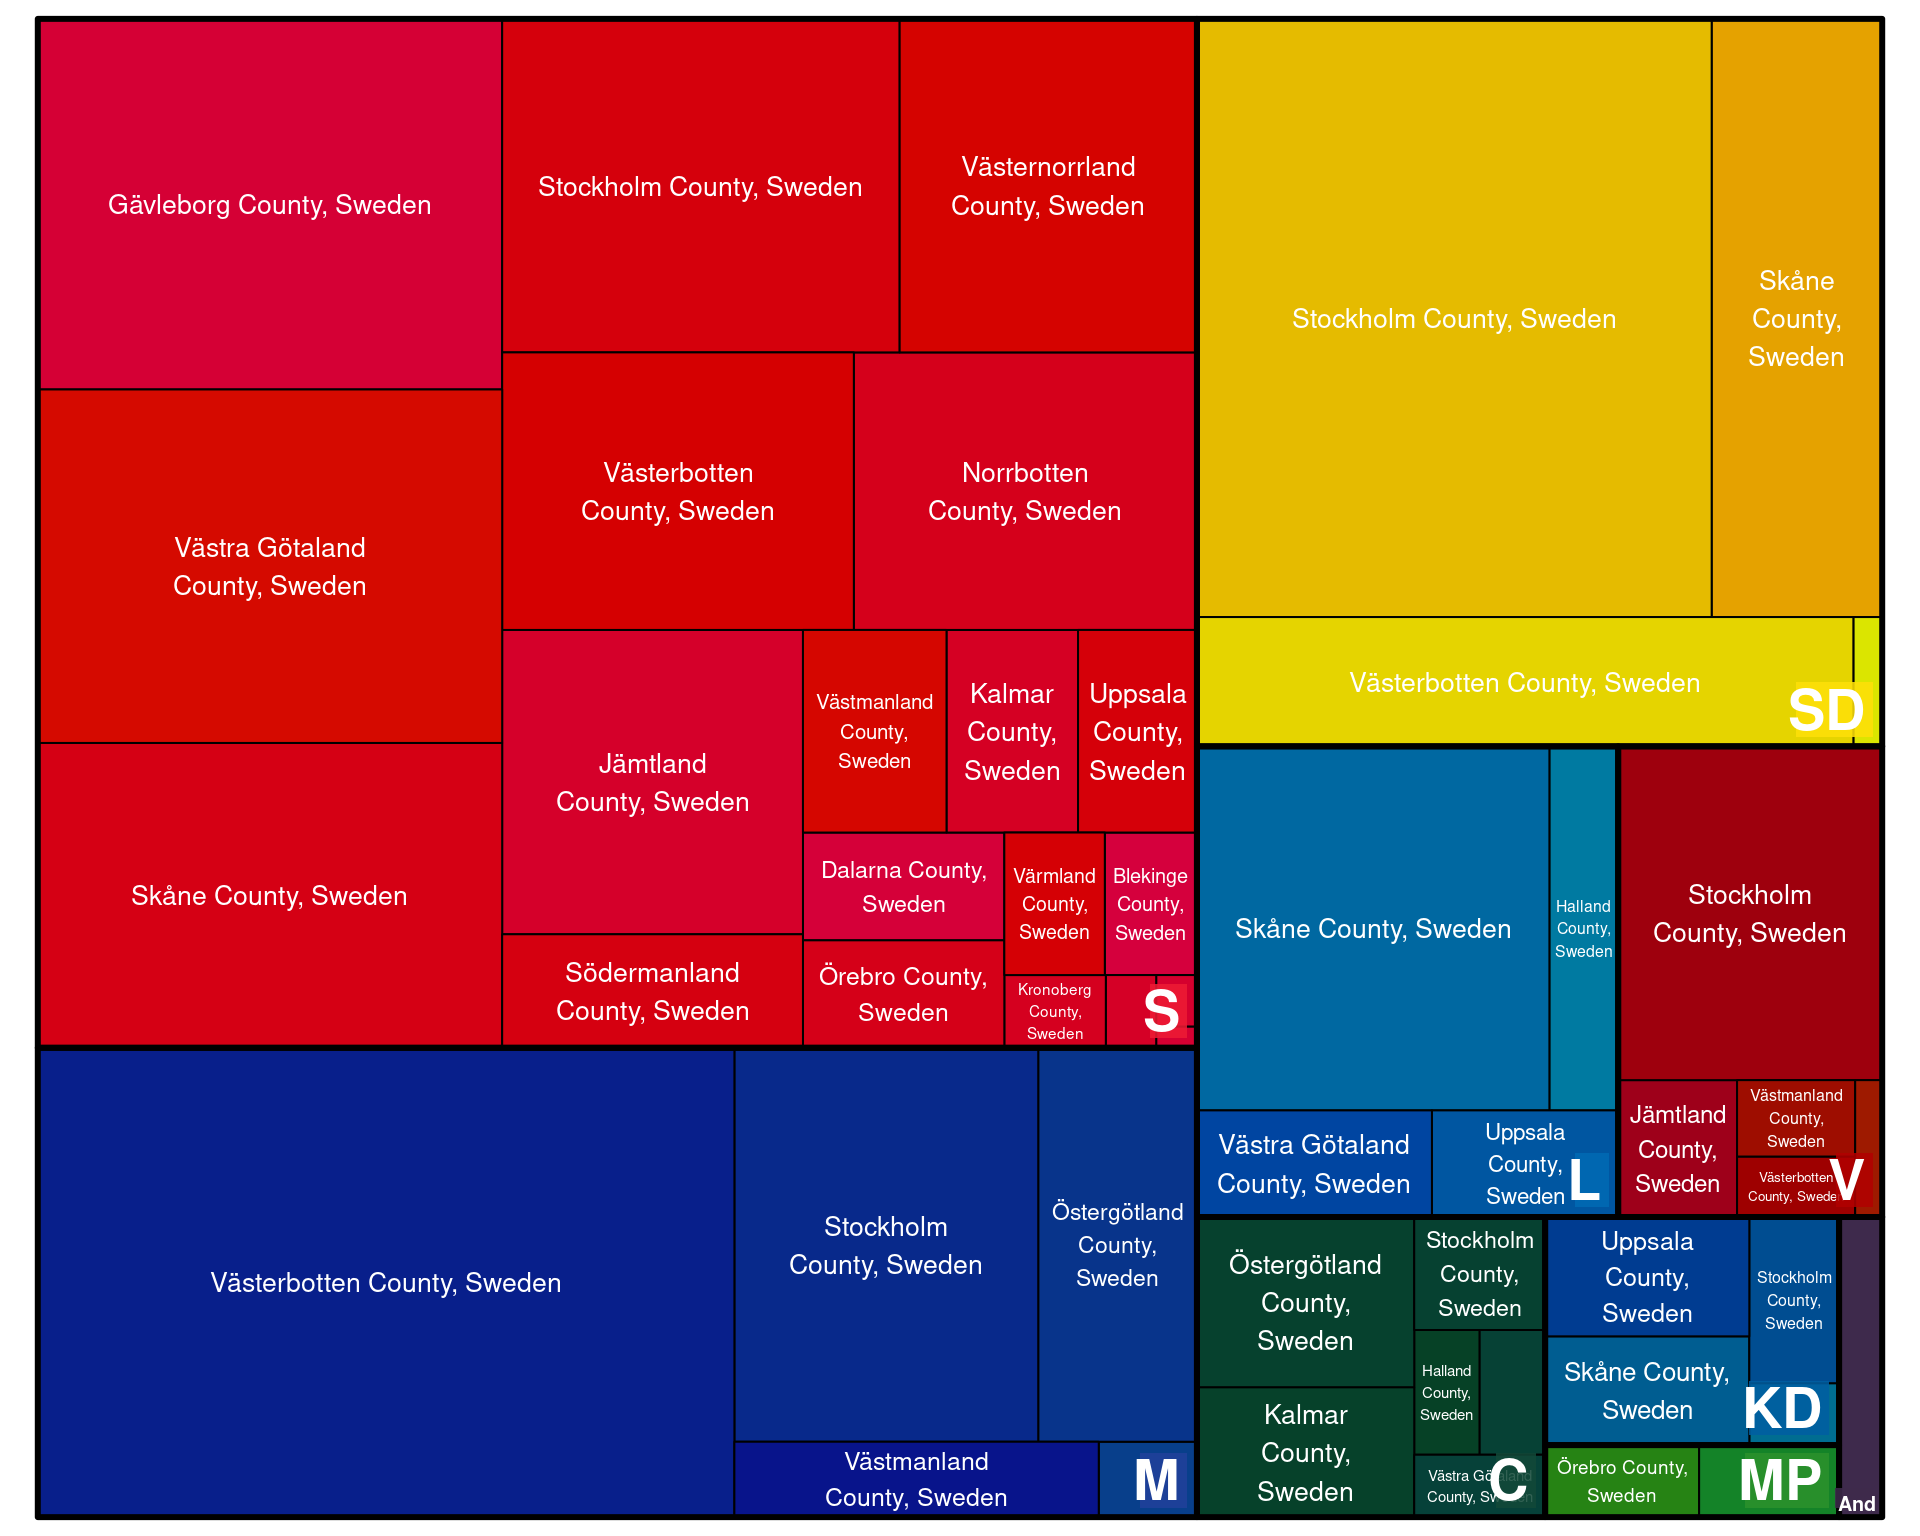 Gävleborg County, Sweden
Stockholm County, Sweden
Västernorrland
County, Sweden
Västra Götaland
County, Sweden
Västerbotten
County, Sweden
Norrbotten
County, Sweden
Skåne County, Sweden
Jämtland
County, Sweden
Västmanland
County,
Sweden
Kalmar
County,
Sweden
Uppsala
County,
Sweden
Dalarna County,
Sweden
Värmland
County,
Sweden
Blekinge
County,
Sweden
Södermanland
County, Sweden
Örebro County,
Sweden
Kronoberg
County,
Sweden
S
Västerbotten County, Sweden
Stockholm
County, Sweden
Östergötland
County,
Sweden
Västmanland
County, Sweden
M
Stockholm County, Sweden
Skåne
County,
Sweden
Västerbotten County, Sweden
SD
Skåne County, Sweden
Halland
County,
Sweden
Västra Götaland
County, Sweden
Uppsala
County,
Sweden
L
Stockholm
County, Sweden
Jämtland
County,
Sweden
Västmanland
County,
Sweden
Västerbotten
County, Sweden
V
Östergötland
County,
Sweden
Stockholm
County,
Sweden
Kalmar
County,
Sweden
Halland
County,
Sweden
Västra Götaland
County, Sweden
C
Uppsala
County,
Sweden
Stockholm
County,
Sweden
Skåne County,
Sweden
KD
Örebro County,
Sweden
MP
And